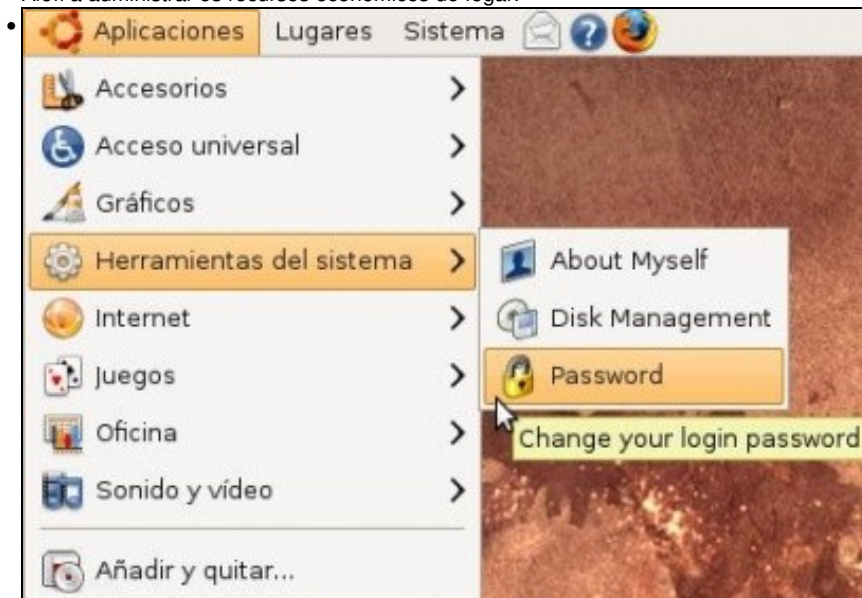 Aplicaciones Lugares Sistema
Accesorios
Acceso universal
Gráficos
Herramientas del sistema
About Myself
Internet
Disk Management
Juegos
Password
Oficina
Change your login password
Sonido y vídeo
Añadir y quitar...